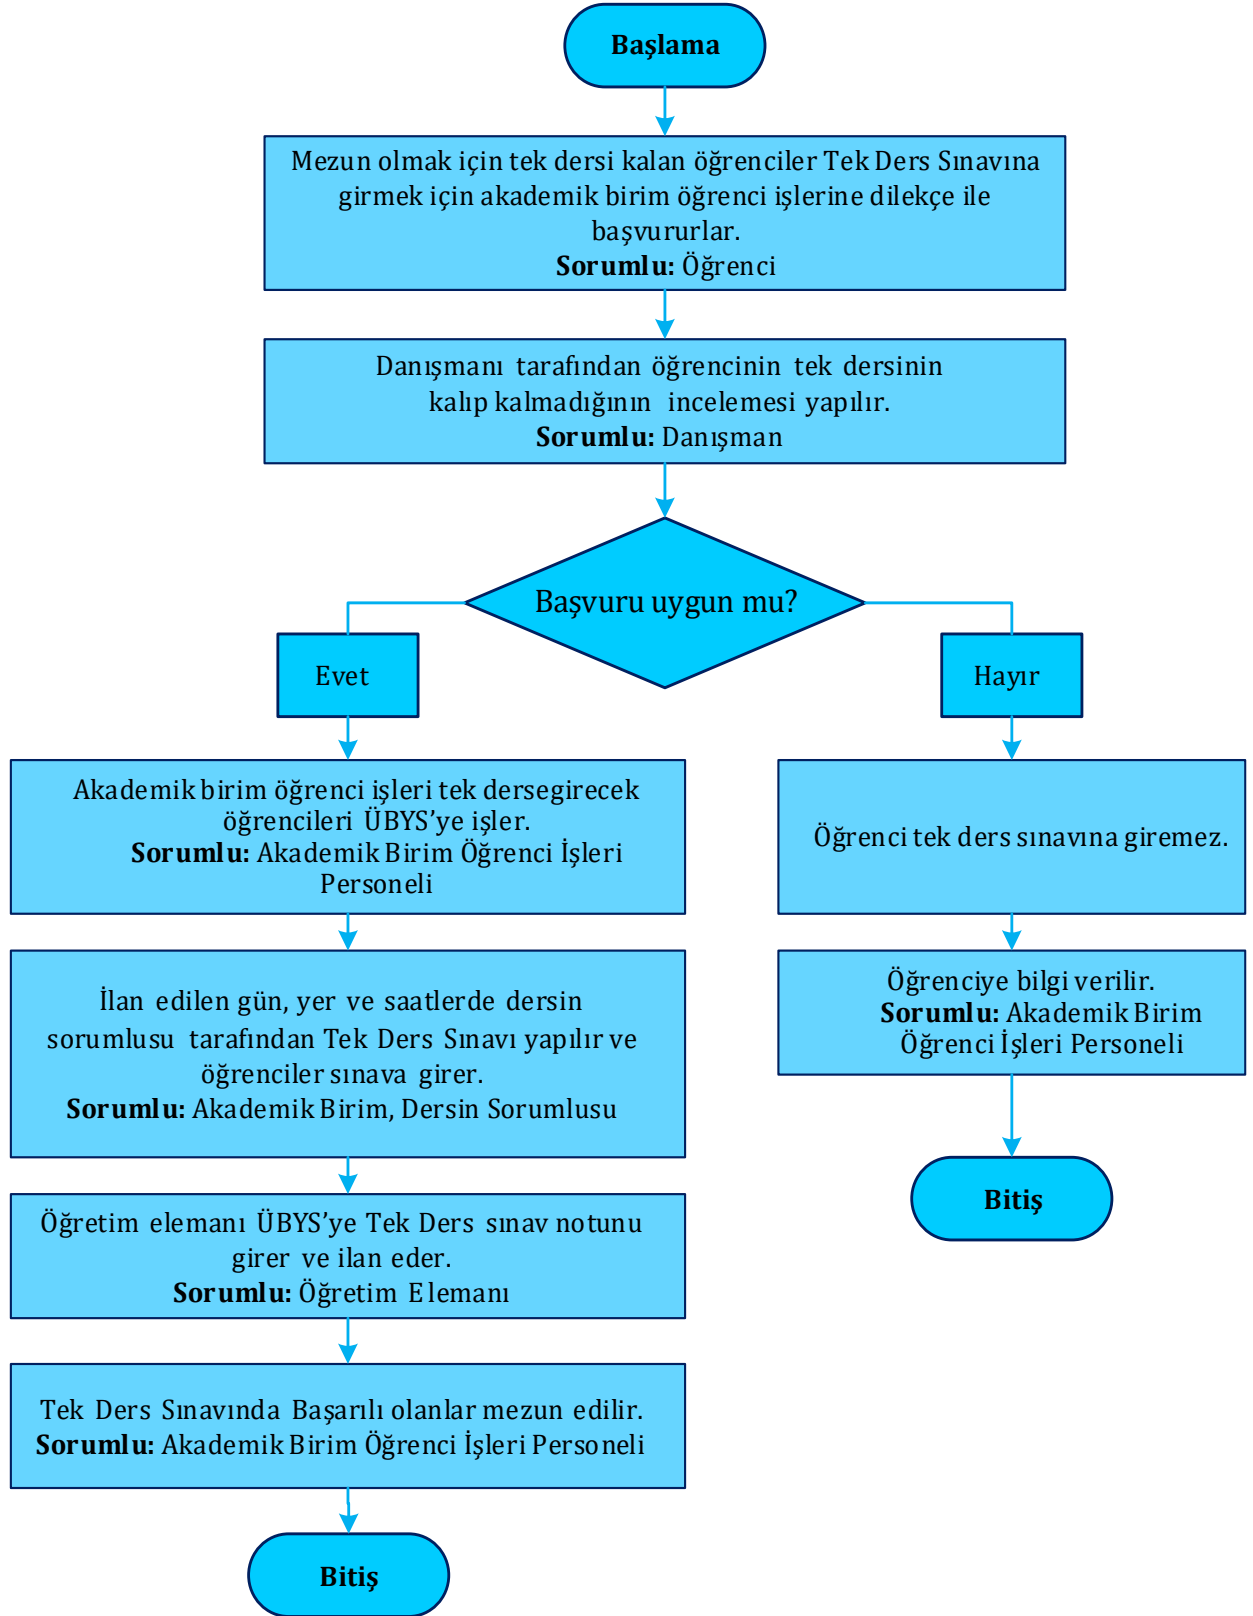 Başlama
Mezun olmak için tek dersi kalan öğrenciler Tek Ders Sınavına
girmek için akademik birim öğrenci işlerine dilekçe ile
başvururlar.
Sorumlu: Öğrenci
Danışmanı tarafından öğrencinin tek dersinin
kalıp kalmadığının incelemesi yapılır.
Sorumlu: Danışman
Başvuru uygun mu?
Evet
Akademik birim öğrenci işleri tek dersegirecek
öğrencileri ÜBYS’ye işler.
Sorumlu: Akademik Birim Öğrenci İşleri
Personeli
İlan edilen gün, yer ve saatlerde dersin
sorumlusu tarafından Tek Ders Sınavı yapılır ve
öğrenciler sınava girer.
Sorumlu: Akademik Birim, Dersin Sorumlusu
Öğretim elemanı ÜBYS’ye Tek Ders sınav notunu
girer ve ilan eder.
Sorumlu: Öğretim Elemanı
Tek Ders Sınavında Başarılı olanlar mezun edilir.
Sorumlu: Akademik Birim Öğrenci İşleri Personeli
Bitiş
Hayır
Öğrenci tek ders sınavına giremez.
Öğrenciye bilgi verilir.
Sorumlu: Akademik Birim
Öğrenci İşleri Personeli
Bitiş